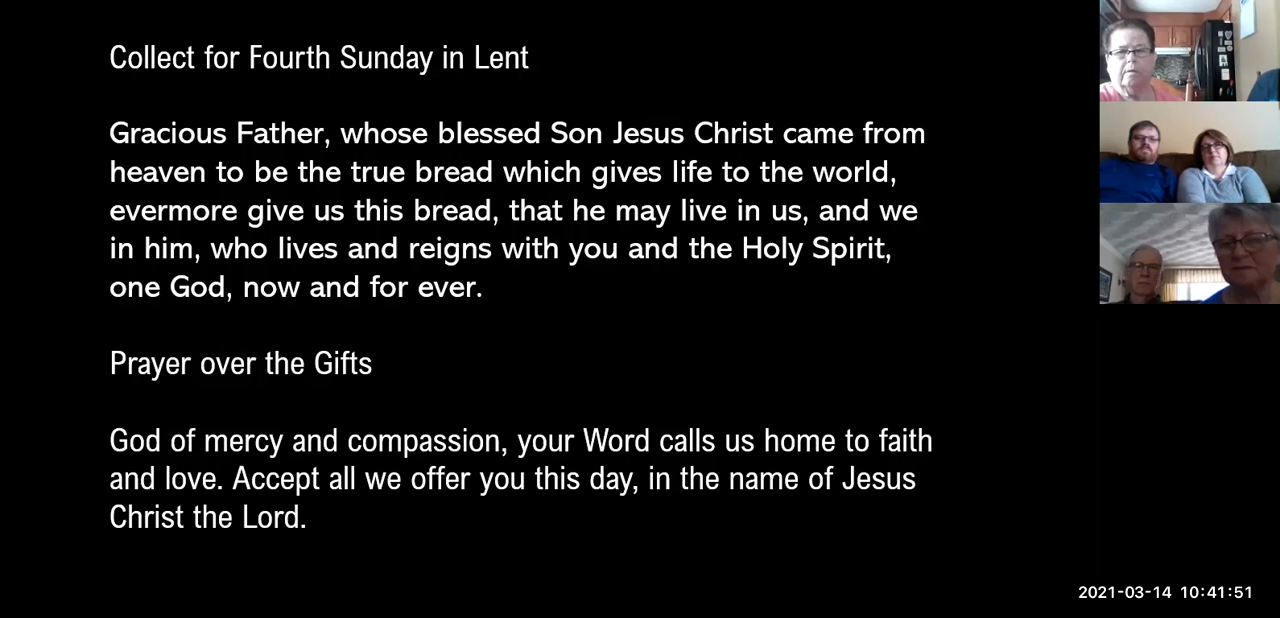 Collect for Fourth Sunday in Lent
Gracious Father, whose blessed Son Jesus Christ came from
heaven to be the true bread which gives life to the world,
evermore give us this bread, that he may live in us, and we
in him, who lives and reigns with you and the Holy Spirit,
one God, now and for ever.
Prayer over the Gifts
God of mercy and compassion, your Word calls us home to faith
and love. Accept all we offer you this day, in the name of Jesus
Christ the Lord.
2021-03-14 10:41:51